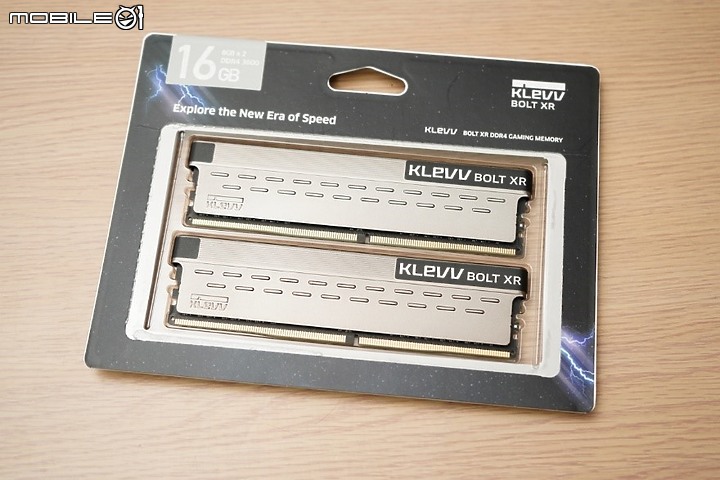 MOBILE01
16 GB
8GB x 2
DDR4 3600
KLEVV
BOLT XR
Explore the New Era of Speed
KLEVV BOLT XR DDR4 GAMING MEMORY
KLEVV BOLT XR
KLEVV
KLEVV BOLT XR
KLEVV